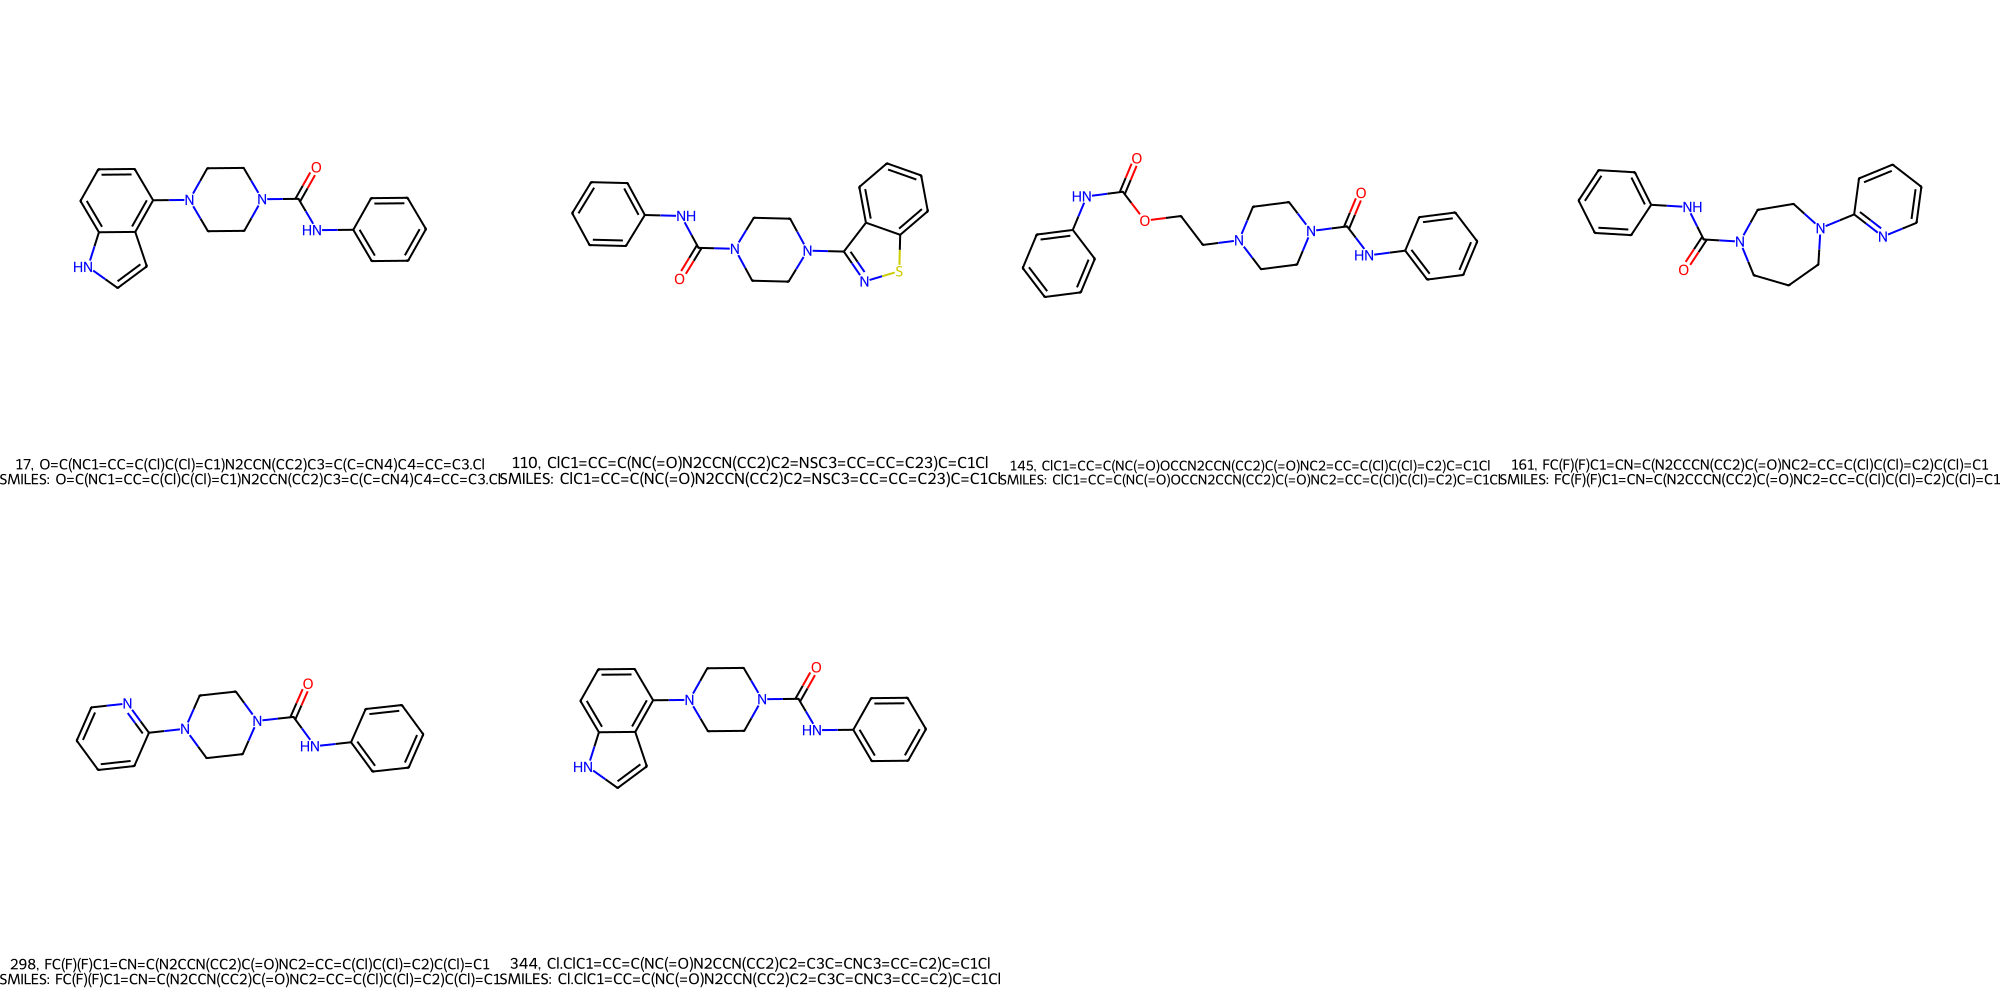 O
N N
HN
HN
NH
N N
O
N S
O
HN
O
N
O
N
HN
NH
N
O
N
N
17, O=C(NC1=CC=C(Cl)C(Cl)=C1)N2CCN(CC2)C3=C(C=CN4)C4=CC=C3.Cl
SMILES: O=C(NC1=CC=C(Cl)C(Cl)=C1)N2CCN(CC2)C3=C(C=CN4)C4=CC=C3.Cl
110, ClC1=CC=C(NC(=O)N2CCN(CC2)C2=NSC3=CC=CC=C23)C=C1Cl
SMILES: ClC1=CC=C(NC(=O)N2CCN(CC2)C2=NSC3=CC=CC=C23)C=C1Cl
145, ClC1=CC=C(NC(=O)OCCN2CCN(CC2)C(=O)NC2=CC=C(Cl)C(Cl)=C2)C=C1Cl
SMILES: ClC1=CC=C(NC(=O)OCCN2CCN(CC2)C(=O)NC2=CC=C(Cl)C(Cl)=C2)C=C1Cl
161, FC(F)(F)C1=CN=C(N2CCCN(CC2)C(=O)NC2=CC=C(Cl)C(Cl)=C2)C(Cl)=C1
SMILES: FC(F)(F)C1=CN=C(N2CCCN(CC2)C(=O)NC2=CC=C(Cl)C(Cl)=C2)C(Cl)=C1
O
N
N
N
HN
O
N N
HN
HN
298, FC(F)(F)C1=CN=C(N2CCN(CC2)C(=O)NC2=CC=C(Cl)C(Cl)=C2)C(Cl)=C1
SMILES: FC(F)(F)C1=CN=C(N2CCN(CC2)C(=O)NC2=CC=C(Cl)C(Cl)=C2)C(Cl)=C1
344, Cl.ClC1=CC=C(NC(=O)N2CCN(CC2)C2=C3C=CNC3=CC=C2)C=C1Cl
SMILES: Cl.ClC1=CC=C(NC(=O)N2CCN(CC2)C2=C3C=CNC3=CC=C2)C=C1Cl